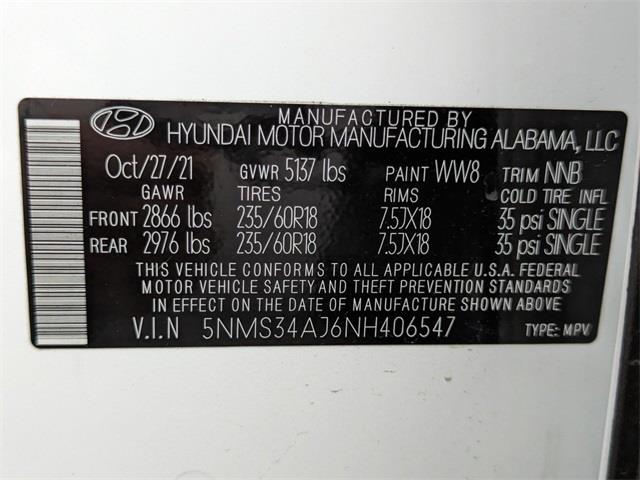 MANUFACTURED BY
HYUNDAI MOTOR MANUFACTURING ALABAMA, LLC
Oct/27/21 GVWR 5137 lbs PAINT WW8 TRIM NNB
GAWR TIRES RIMS COLD TIRE INFL
FRONT 2866 lbs 235/60R18 7.5JX18 35 psi SINGLE
REAR 2976 lbs 235/60R18 7.5JX18 35 psi SINGLE
THIS VEHICLE CONFORMS TO ALL APPLICABLE U.S.A. FEDERAL
MOTOR VEHICLE SAFETY AND THEFT PREVENTION STANDARDS
IN EFFECT ON THE DATE OF MANUFACTURE SHOWN ABOVE.
V.I.N 5NMS34AJ6NH406547 TYPE: MPV